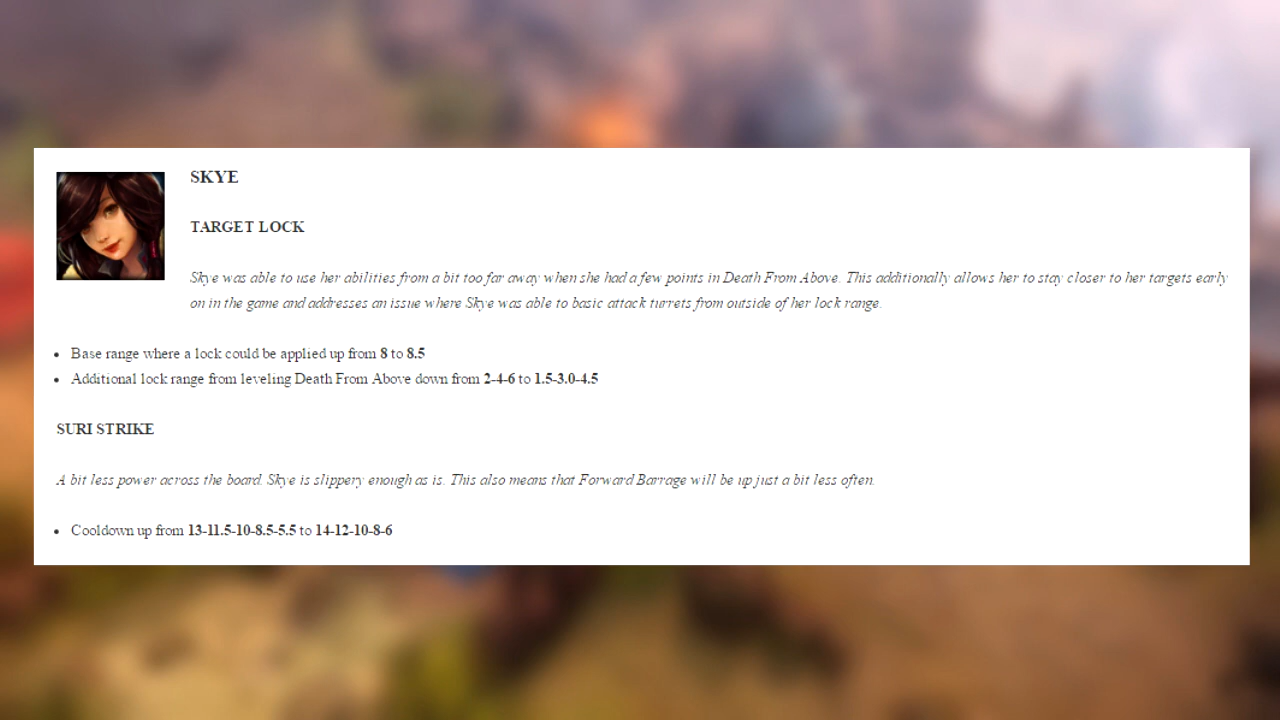 SKYE
TARGET LOCK
Skye was able to use her abilities from a bit too far away when she had a few points in Death From Above. This additionally allows her to stay closer to her targets early
on in the game and addresses an issue where Skye was able to basic attack turrets from outside of her lock range.
• Base range where a lock could be applied up from 8 to 8.5
• Additional lock range from leveling Death From Above down from 2-4-6 to 1.5-3.0-4.5
SURI STRIKE
A bit less power across the board. Skye is slippery enough as is. This also means that Forward Barrage will be up just a bit less often.
• Cooldown up from 13-11.5-10-8.5-5.5 to 14-12-10-8-6